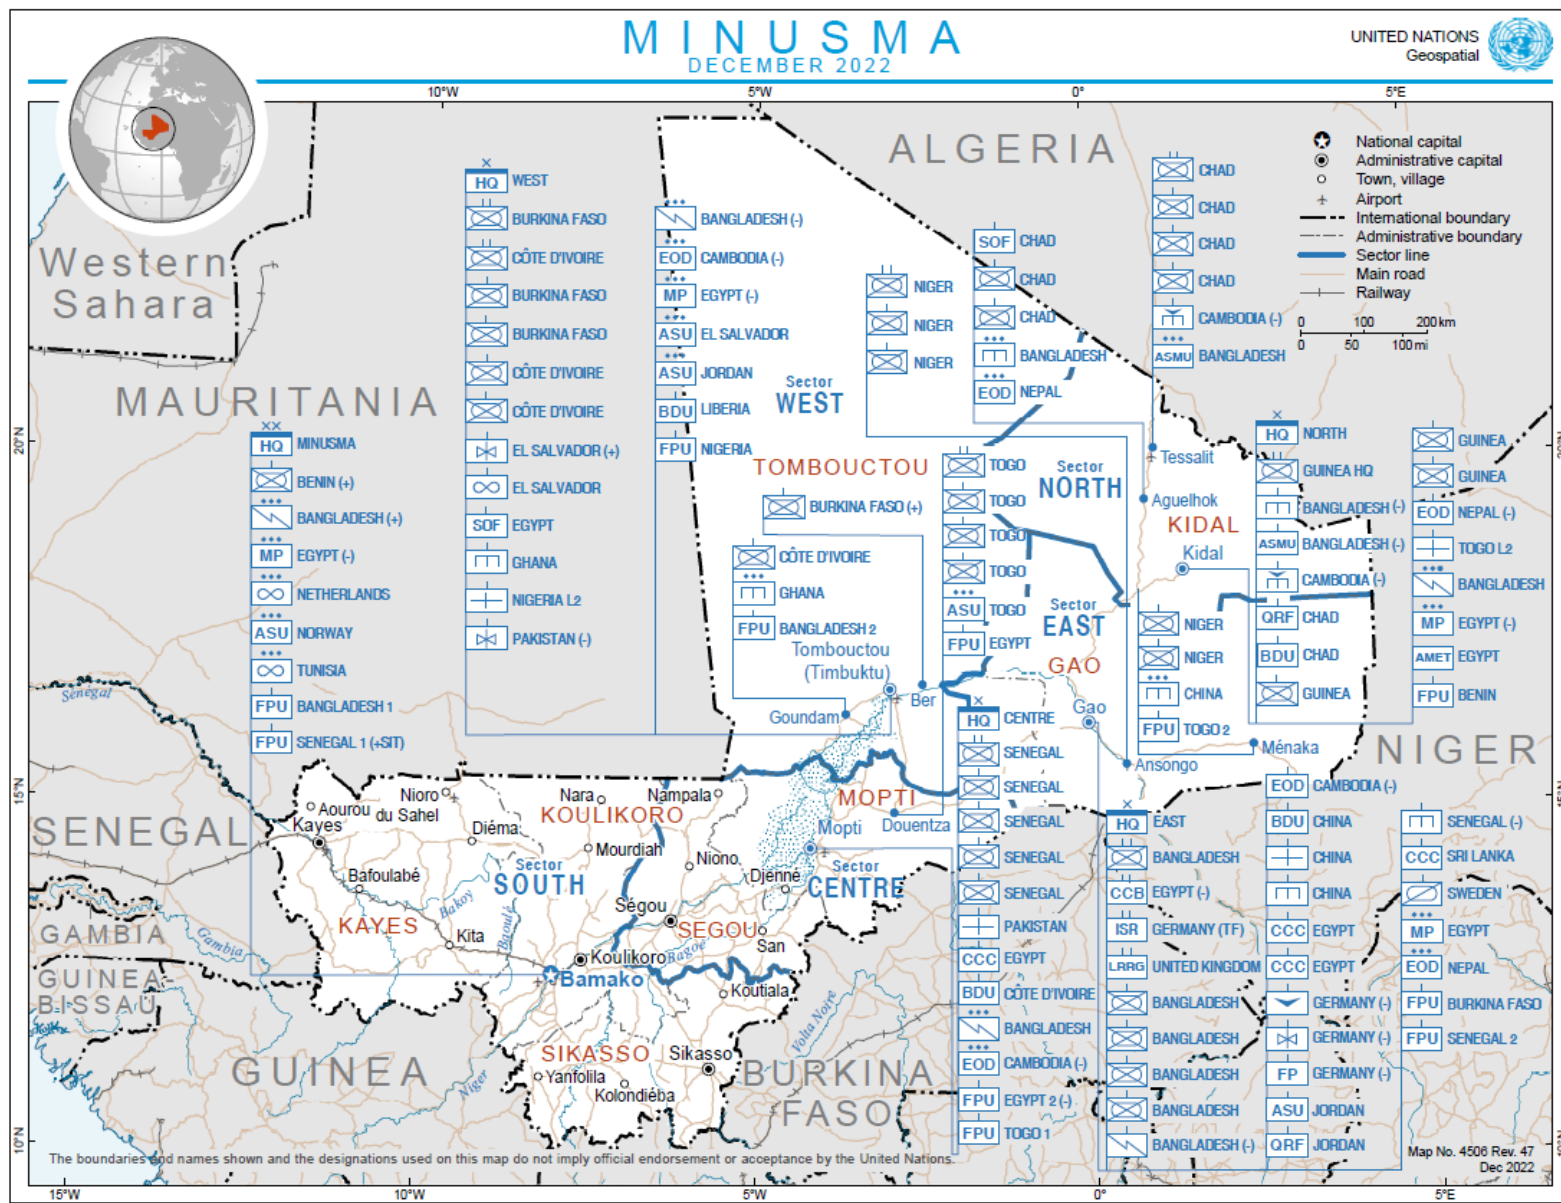 MINUSMA
DECEMBER 2022
UNITED NATIONS
Geospatial
10°W
5°W
0°
5°E
National capital
Administrative capital
Town, village
Airport
International boundary
Administrative boundary
Sector line
Main road
Railway
0 100 200 km
0 50 100 mi
ALGERIA
Western
Sahara
MAURITANIA
SENEGAL
GAMBIA
GUINEA-
BISSAU
GUINEA
BURKINA
FASO
NIGER
HQ MINUSMA
BENIN (+)
BANGLADESH (+)
MP EGYPT (-)
NETHERLANDS
ASU NORWAY
TUNISIA
FPU BANGLADESH 1
FPU SENEGAL 1 (+SIT)
HQ WEST
BURKINA FASO
CÔTE D'IVOIRE
BURKINA FASO
BURKINA FASO
CÔTE D'IVOIRE
CÔTE D'IVOIRE
EL SALVADOR (+)
EL SALVADOR
SOF EGYPT
GHANA
NIGERIA L2
PAKISTAN (-)
BANGLADESH (-)
EOD CAMBODIA (-)
MP EGYPT (-)
ASU EL SALVADOR
ASU JORDAN
BDU LIBERIA
FPU NIGERIA
Sector
WEST
TOMBOUCTOU
BURKINA FASO (+)
CÔTE D'IVOIRE
GHANA
FPU BANGLADESH 2
Tombouctou
(Timbuktu)
Goundam
Ber
NIGER
NIGER
NIGER
SOF CHAD
CHAD
CHAD
BANGLADESH
EOD NEPAL
CHAD
CHAD
CHAD
CHAD
CAMBODIA (-)
ASMU BANGLADESH
TOGO
TOGO
TOGO
TOGO
ASU TOGO
FPU EGYPT
Sector
NORTH
Tessalit
Aguelhok
KIDAL
Kidal
HQ NORTH
GUINEA HQ
BANGLADESH (-)
ASMU BANGLADESH (-)
CAMBODIA (-)
QRF CHAD
BDU CHAD
GUINEA
GUINEA
GUINEA
EOD NEPAL (-)
TOGO L2
BANGLADESH
MP EGYPT (-)
AMET EGYPT
FPU BENIN
Sector
EAST
GAO
Gao
NIGER
NIGER
CHINA
FPU TOGO 2
Ansongo
Ménaka
HQ CENTRE
SENEGAL
SENEGAL
SENEGAL
SENEGAL
SENEGAL
PAKISTAN
CCC EGYPT
BDU CÔTE D'IVOIRE
BANGLADESH
EOD CAMBODIA (-)
FPU EGYPT 2 (-)
FPU TOGO 1
HQ EAST
BANGLADESH
CCB EGYPT (-)
ISR GERMANY (TF)
LRRG UNITED KINGDOM
BANGLADESH
BANGLADESH
BANGLADESH
BANGLADESH
BANGLADESH (-)
EOD CAMBODIA (-)
BDU CHINA
CHINA
CHINA
CCC EGYPT
CCC EGYPT
GERMANY (-)
GERMANY (-)
FP GERMANY (-)
ASU JORDAN
QRF JORDAN
SENEGAL (-)
CCC SRI LANKA
SWEDEN
MP EGYPT
EOD NEPAL
FPU BURKINA FASO
FPU SENEGAL 2
MOPTI
Mopti
Douentza
Sector
CENTRE
Djenné
Sénégal
Nioro
du Sahel
Aourou
Kayes
Nara
Nampala
KOULIKORO
Diéma
Mourdiah
Niono
Bafoulabé
Sector
SOUTH
KAYES
Bakoy
Baoulé
Kita
Ségou
SEGOU
San
Koulikoro
Bagoé
Bamako
Koutiala
Gambia
SIKASSO
Sikasso
Yanfolila
Kolondiéba
Niger
Volta Noire
20°N
15°N
10°N
20°N
15°N
10°N
The boundaries and names shown and the designations used on this map do not imply official endorsement or acceptance by the United Nations.
Map No. 4506 Rev. 47
Dec 2022
15°W
10°W
5°W
0°
5°E